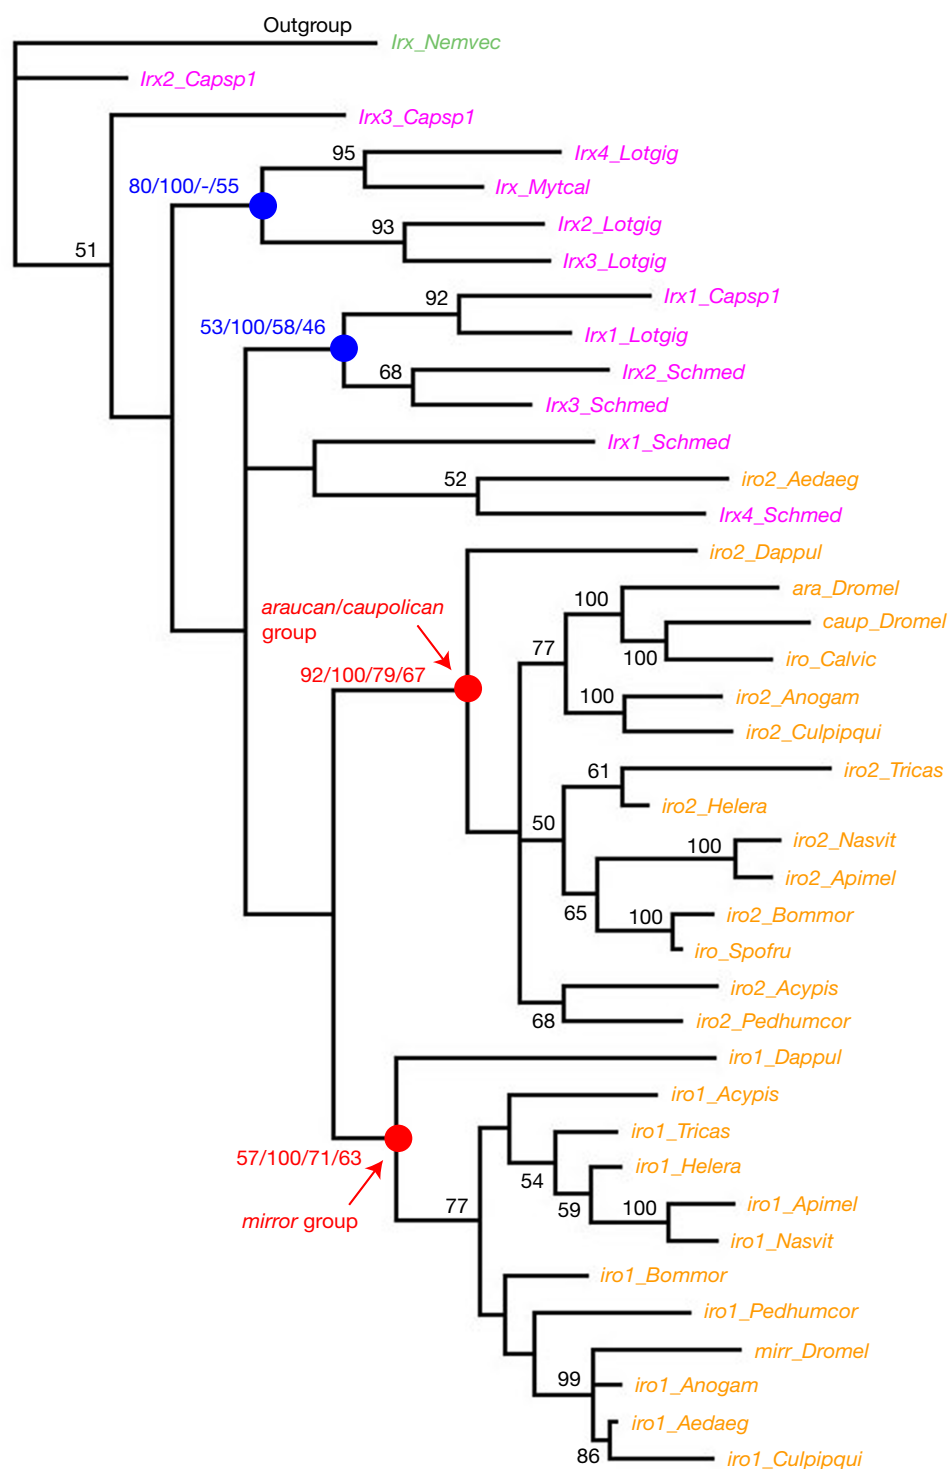 Outgroup
Irx_Nemvec
Irx2_Capsp1
Irx3_Capsp1
95
Irx4_Lotgig
80/100/-/55
Irx_Mytcal
93
Irx2_Lotgig
51
Irx3_Lotgig
92
Irx1_Capsp1
53/100/58/46
Irx1_Lotgig
68
Irx2_Schmed
Irx3_Schmed
Irx1_Schmed
52
iro2_Aedaeg
Irx4_Schmed
iro2_Dappul
100
ara_Dromel
araucan/caupolican
group
caup_Dromel
77
100
iro_Calvic
92/100/79/67
100
iro2_Anogam
iro2_Culpipqui
61
iro2_Tricas
iro2_Helera
50
100
iro2_Nasvit
iro2_Apimel
65
100
iro2_Bommor
iro_Spofru
iro2_Acypis
68
iro2_Pedhumcor
iro1_Dappul
iro1_Acypis
iro1_Tricas
57/100/71/63
54
iro1_Helera
59
100
iro1_Apimel
77
mirror group
iro1_Nasvit
iro1_Bommor
iro1_Pedhumcor
mirr_Dromel
99
iro1_Anogam
iro1_Aedaeg
86
iro1_Culpipqui